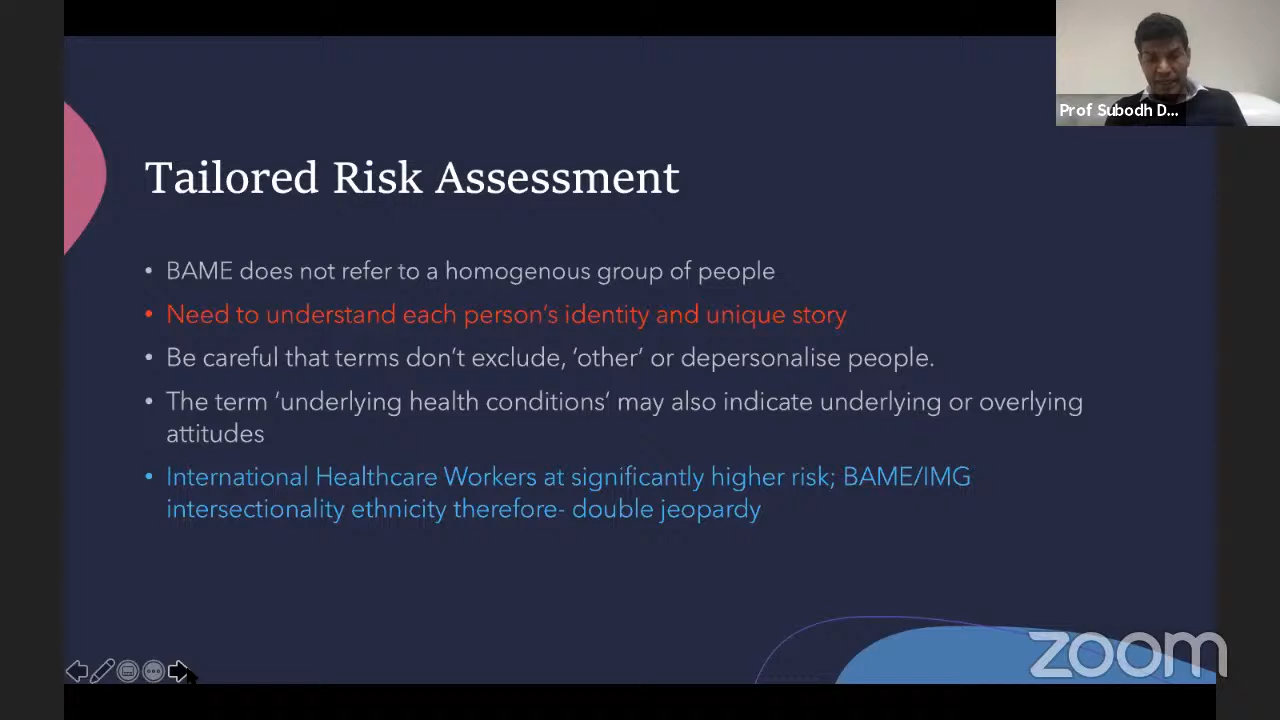 Prof Subodh D...
Tailored Risk Assessment
• BAME does not refer to a homogenous group of people
• Need to understand each person's identity and unique story
• Be careful that terms don't exclude, 'other' or depersonalise people.
• The term 'underlying health conditions' may also indicate underlying or overlying
attitudes
• International Healthcare Workers at significantly higher risk; BAME/IMG
intersectionality ethnicity therefore- double jeopardy
zoom